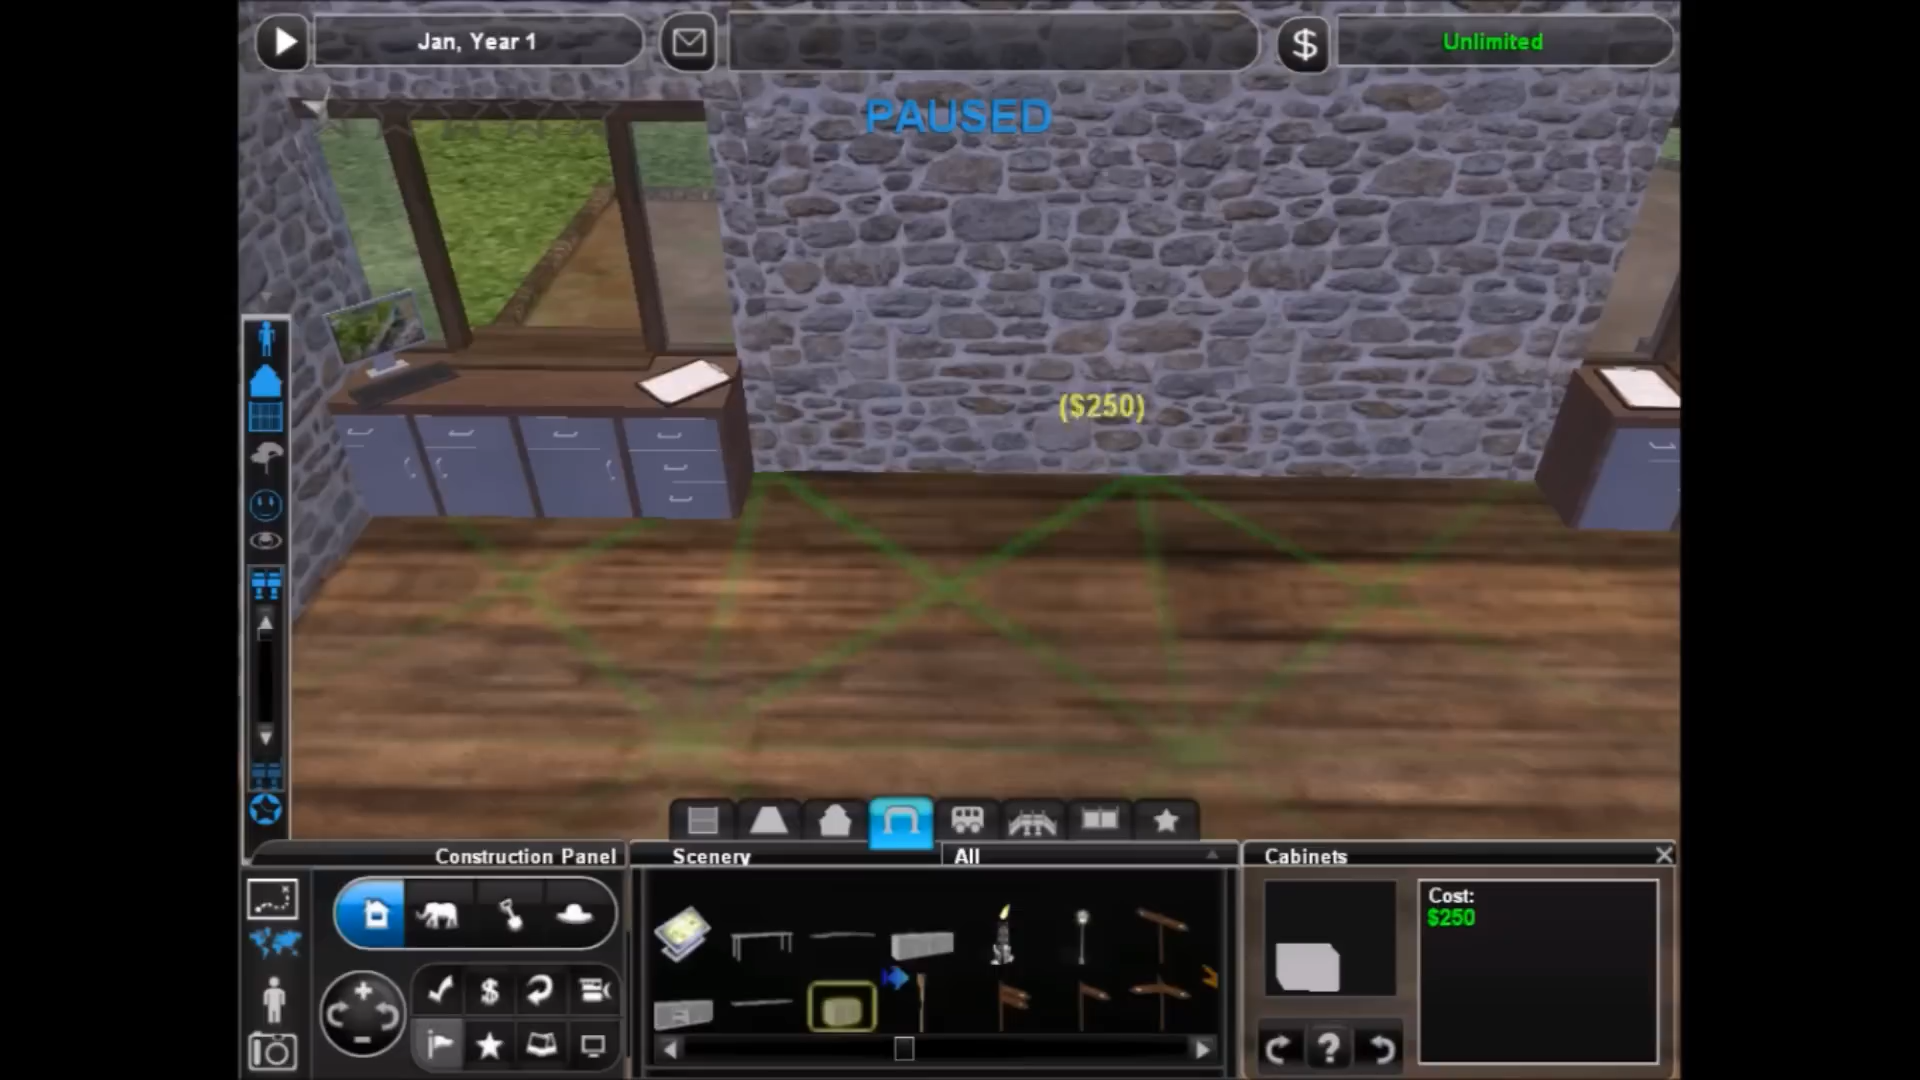 Jan, Year 1
$
Unlimited
PAUSED
($250)
Construction Panel
Scenery
All
Cabinets
Cost:
$250